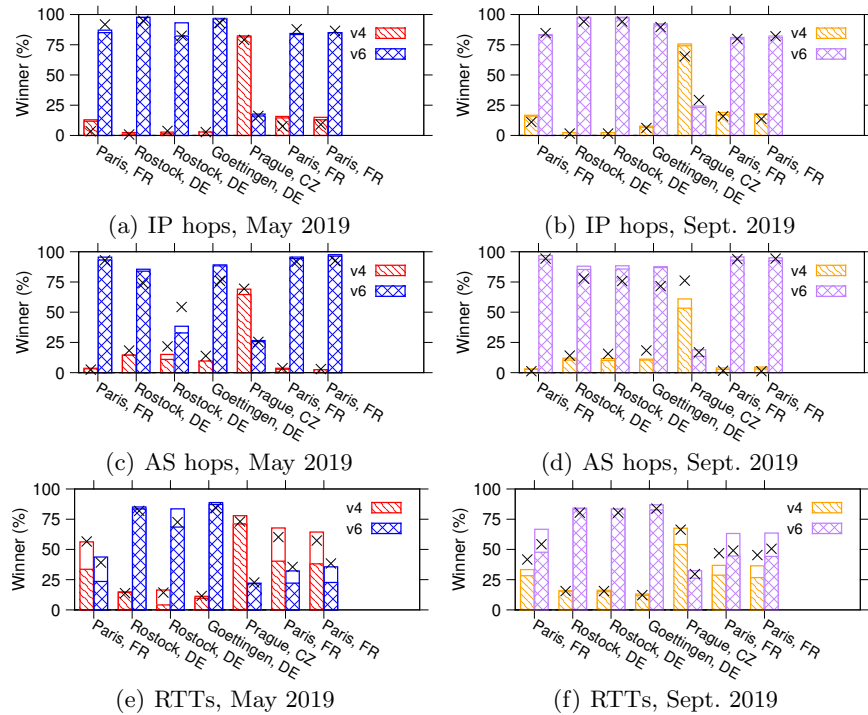 100
75
50
25
0
Winner (%)
v4
v6
Paris, FR
Rostock, DE
Rostock, DE
Goettingen, DE
Prague, CZ
Paris, FR
Paris, FR
(a) IP hops, May 2019
100
75
50
25
0
Winner (%)
v4
v6
Paris, FR
Rostock, DE
Rostock, DE
Goettingen, DE
Prague, CZ
Paris, FR
Paris, FR
(b) IP hops, Sept. 2019
100
75
50
25
0
Winner (%)
v4
v6
Paris, FR
Rostock, DE
Rostock, DE
Goettingen, DE
Prague, CZ
Paris, FR
Paris, FR
(c) AS hops, May 2019
100
75
50
25
0
Winner (%)
v4
v6
Paris, FR
Rostock, DE
Rostock, DE
Goettingen, DE
Prague, CZ
Paris, FR
Paris, FR
(d) AS hops, Sept. 2019
100
75
50
25
0
Winner (%)
v4
v6
Paris, FR
Rostock, DE
Rostock, DE
Goettingen, DE
Prague, CZ
Paris, FR
Paris, FR
(e) RTTs, May 2019
100
75
50
25
0
Winner (%)
v4
v6
Paris, FR
Rostock, DE
Rostock, DE
Goettingen, DE
Prague, CZ
Paris, FR
Paris, FR
(f) RTTs, Sept. 2019